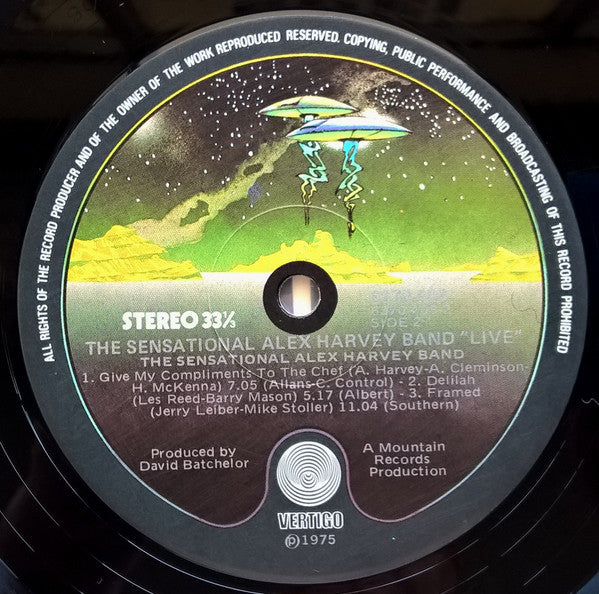 ALL RIGHTS OF THE RECORD PRODUCER AND OF THE OWNER OF THE WORK REPRODUCED RESERVED. COPYING, PUBLIC PERFORMANCE AND BROADCASTING OF THIS RECORD PROHIBITED
STEREO 33⅓
SIDE 2
THE SENSATIONAL ALEX HARVEY BAND "LIVE"
THE SENSATIONAL ALEX HARVEY BAND
1. Give My Compliments To The Chef (A. Harvey-A. Cleminson-
H. McKenna) 7.05 (Allans-C. Control) - 2. Delilah
(Les Reed-Barry Mason) 5.17 (Albert) - 3. Framed
(Jerry Leiber-Mike Stoller) 11.04 (Southern)
Produced by
David Batchelor
A Mountain
Records
Production
VERTIGO
℗1975